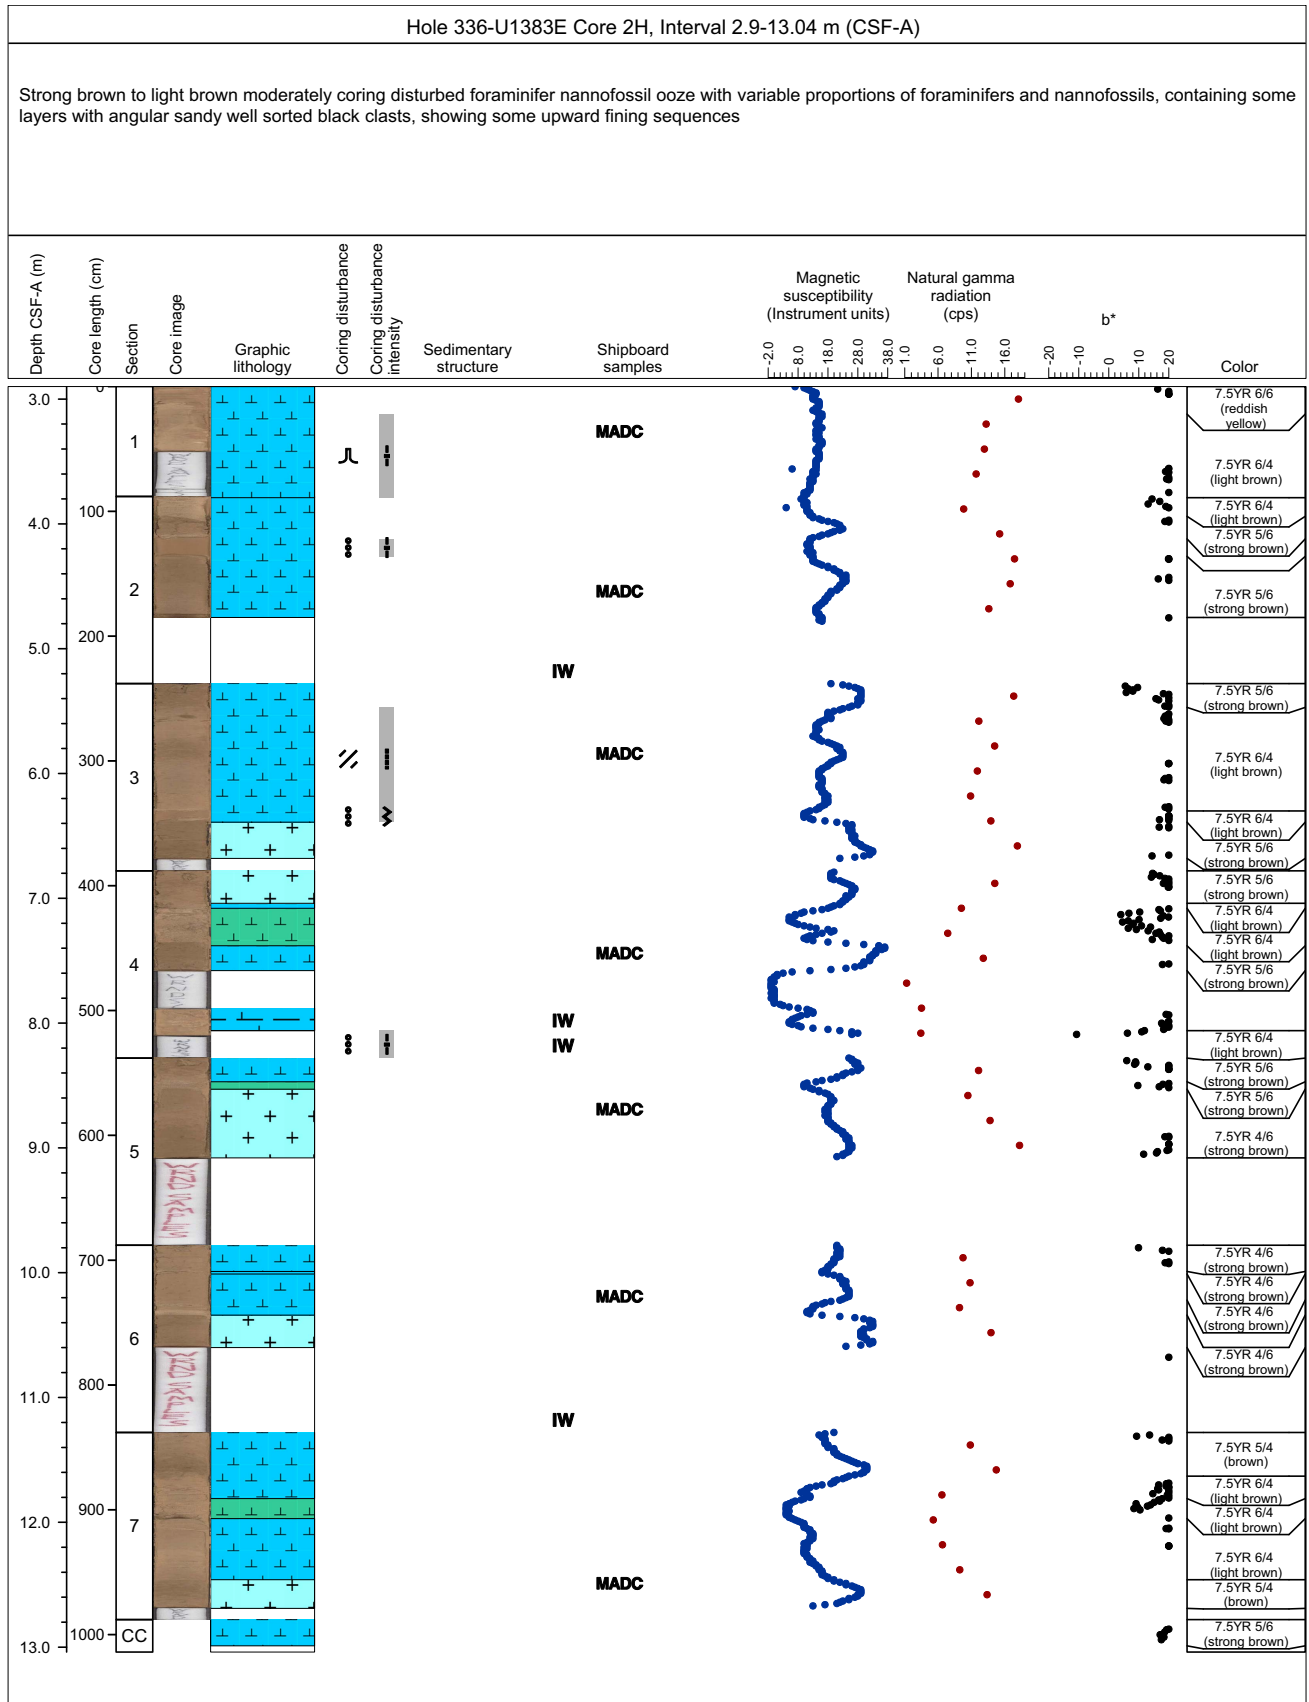 Hole 336-U1383E Core 2H, Interval 2.9-13.04 m (CSF-A)
Strong brown to light brown moderately coring disturbed foraminifer nannofossil ooze with variable proportions of foraminifers and nannofossils, containing some
layers with angular sandy well sorted black clasts, showing some upward fining sequences
Depth CSF-A (m)
Core length (cm)
Section
Core image
Graphic
lithology
Coring disturbance
Coring disturbance
intensity
Sedimentary
structure
Shipboard
samples
Magnetic
susceptibility
(Instrument units)
-2.0 8.0 18.0 28.0 38.0
Natural gamma
radiation
(cps)
1.0 6.0 11.0 16.0
b*
-20 -10 0 10 20
Color
0
3.0
1
MADC
7.5YR 6/6
(reddish
yellow)
7.5YR 6/4
(light brown)
100
4.0
2
MADC
7.5YR 6/4
(light brown)
7.5YR 5/6
(strong brown)
7.5YR 5/6
(strong brown)
200
5.0
IW
3
7.5YR 5/6
(strong brown)
300
6.0
MADC
7.5YR 6/4
(light brown)
7.5YR 6/4
(light brown)
7.5YR 5/6
(strong brown)
400
7.0
4
7.5YR 5/6
(strong brown)
7.5YR 6/4
(light brown)
MADC
7.5YR 6/4
(light brown)
7.5YR 5/6
(strong brown)
500
8.0
IW
IW
7.5YR 6/4
(light brown)
5
7.5YR 5/6
(strong brown)
MADC
7.5YR 5/6
(strong brown)
600
9.0
7.5YR 4/6
(strong brown)
700
10.0
6
7.5YR 4/6
(strong brown)
MADC
7.5YR 4/6
(strong brown)
7.5YR 4/6
(strong brown)
7.5YR 4/6
(strong brown)
800
11.0
IW
7
7.5YR 5/4
(brown)
7.5YR 6/4
(light brown)
900
12.0
7.5YR 6/4
(light brown)
7.5YR 6/4
(light brown)
MADC
7.5YR 5/4
(brown)
1000
13.0
CC
7.5YR 5/6
(strong brown)